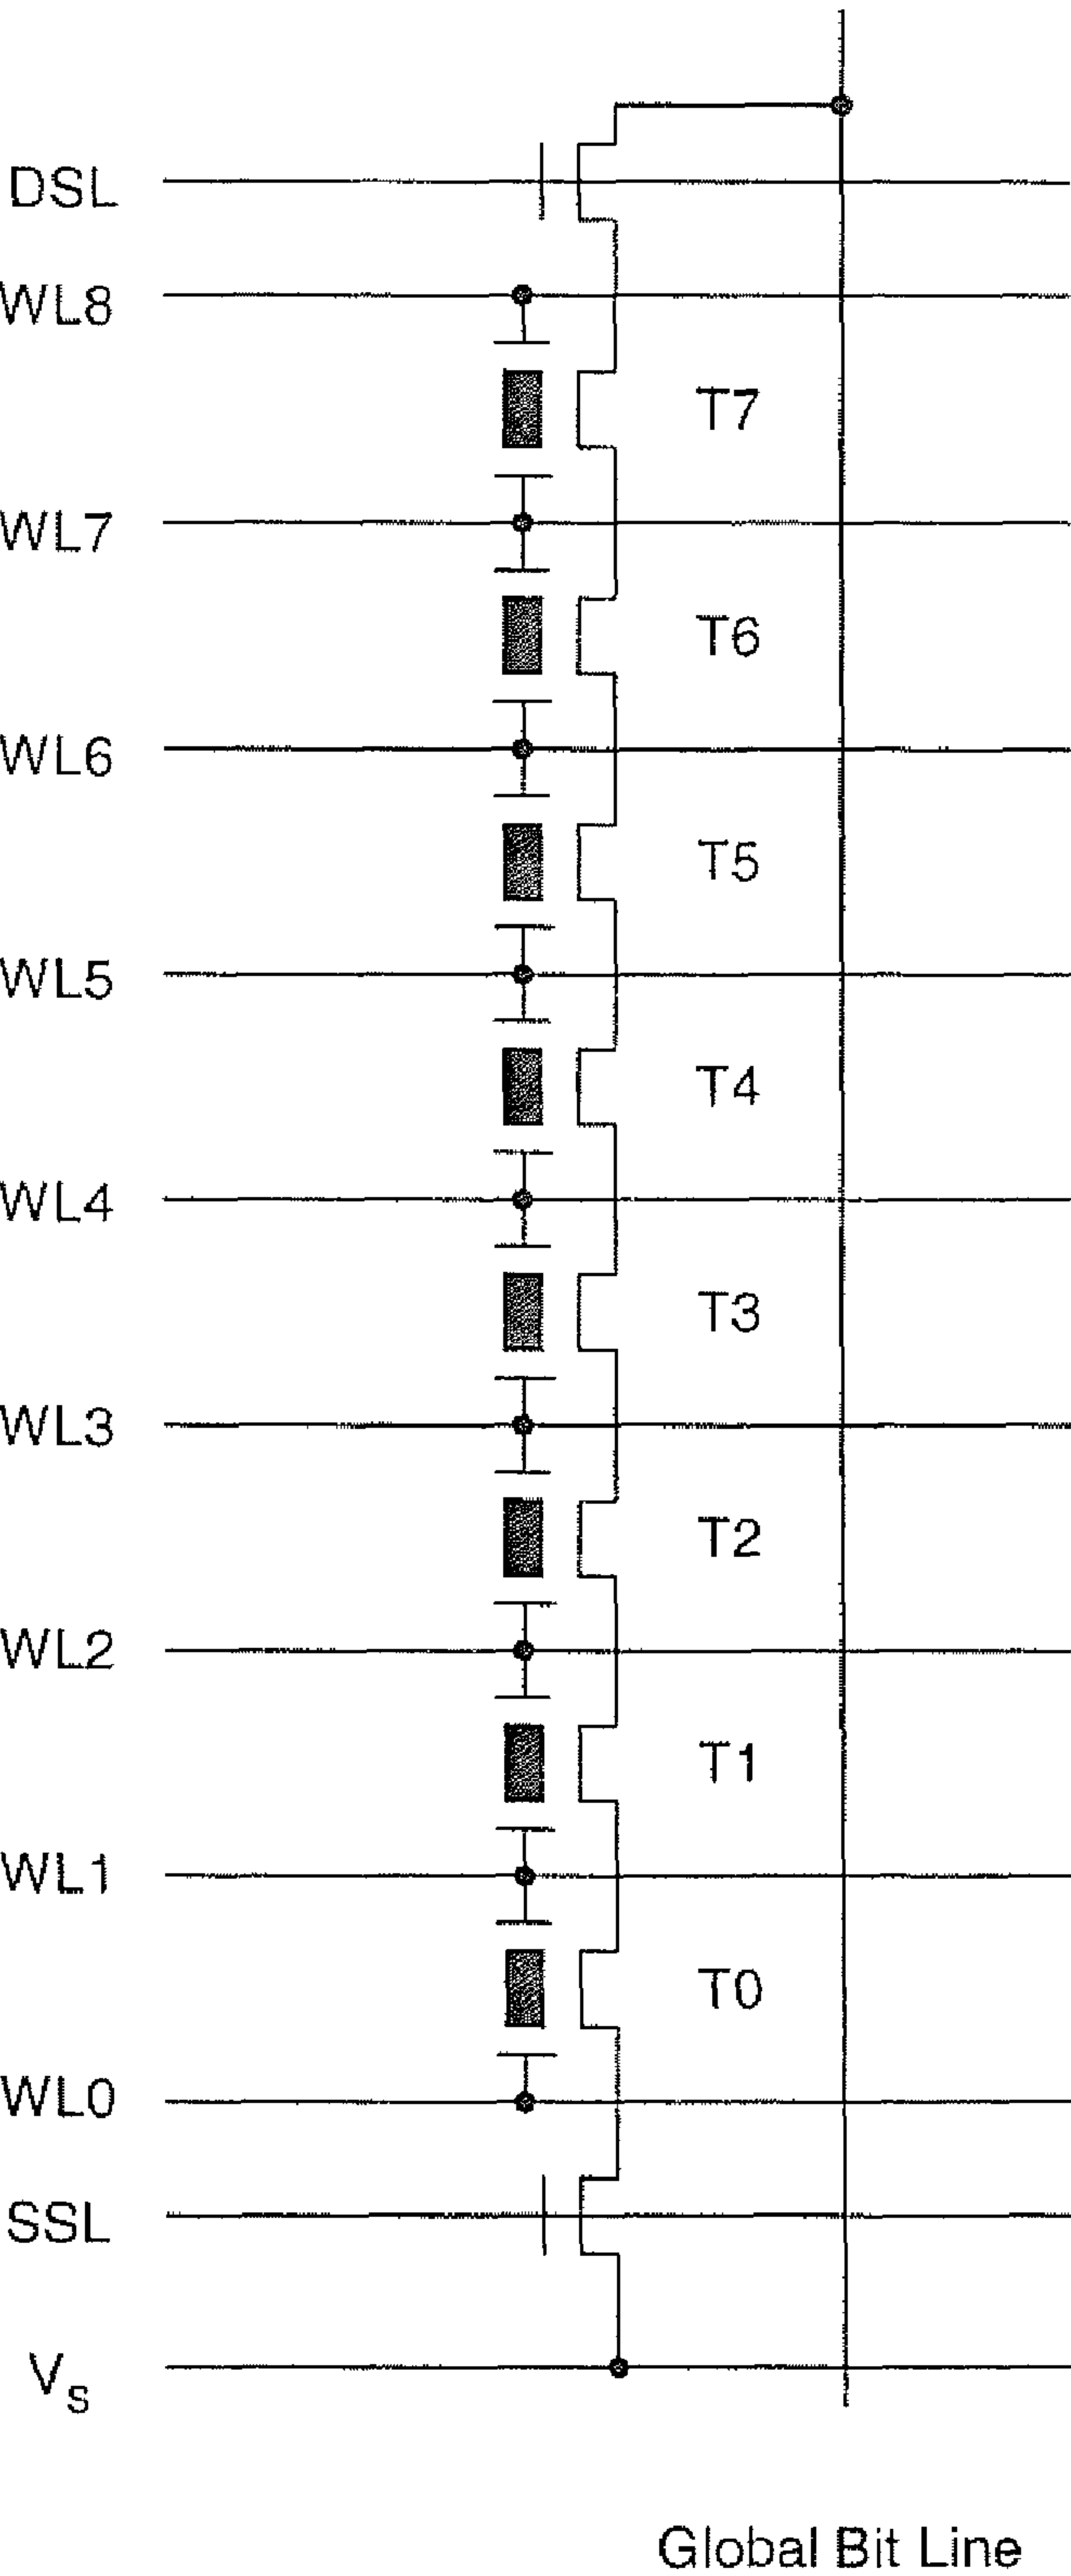 DSL
WL8
T7
WL7
T6
WL6
T5
WL5
T4
WL4
T3
WL3
T2
WL2
T1
WL1
T0
WL0
SSL
Vs
Global Bit Line